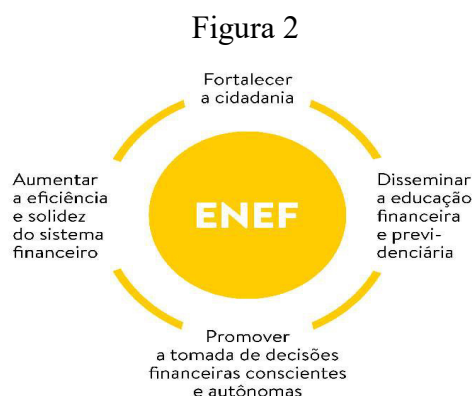 Figura 2
Fortalecer
a cidadania
Aumentar
a eficiência
e solidez
do sistema
financeiro
ENEF
Disseminar
a educação
financeira
e previ-
denciária
Promover
a tomada de decisões
financeiras conscientes
e autônomas